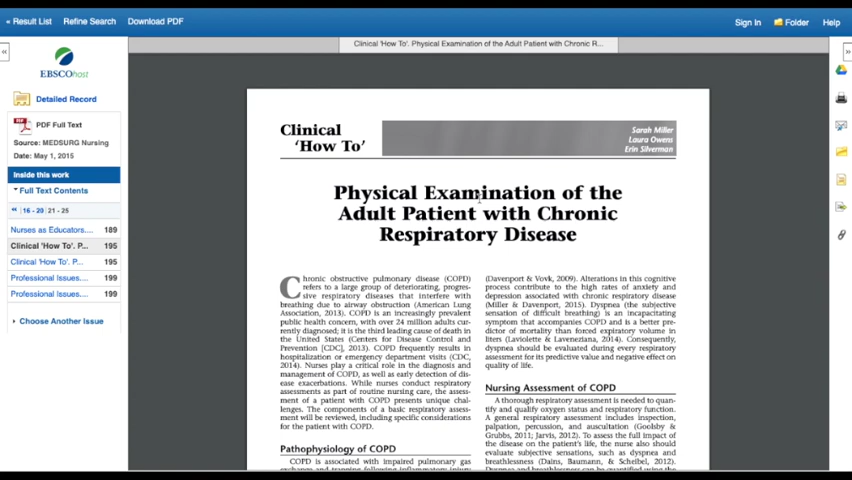 « Result List Refine Search Download PDF Sign In Folder Help
Clinical 'How To'. Physical Examination of the Adult Patient with Chronic R...
EBSCOhost
Detailed Record
PDF Full Text
Source: MEDSURG Nursing
Date: May 1, 2015
Inside this work
Full Text Contents
16 - 20 21 - 25
Nurses as Educators.... 189
Clinical 'How To'. P... 195
Clinical 'How To'. P... 195
Professional Issues.... 199
Professional Issues.... 199
Choose Another Issue
Clinical
'How To'
Sarah Miller
Laura Owens
Erin Silverman
Physical Examination of the
Adult Patient with Chronic
Respiratory Disease
Chronic obstructive pulmonary disease (COPD)
refers to a large group of deteriorating, progres-
sive respiratory diseases that interfere with
breathing due to airway obstruction (American Lung
Association, 2013). COPD is an increasingly prevalent
public health concern, with over 24 million adults cur-
rently diagnosed; it is the third leading cause of death in
the United States (Centers for Disease Control and
Prevention [CDC], 2013). COPD frequently results in
hospitalization or emergency department visits (CDC,
2014). Nurses play a critical role in the diagnosis and
management of COPD, as well as early detection of dis-
ease exacerbations. While nurses conduct respiratory
assessments as part of routine nursing care, the assess-
ment of a patient with COPD presents unique chal-
lenges. The components of a basic respiratory assess-
ment will be reviewed, including specific considerations
for the patient with COPD.
Pathophysiology of COPD
COPD is associated with impaired pulmonary gas
exchange and trapping following inflammatory injury
(Davenport & Vovk, 2009). Alterations in this cognitive
process contribute to the high rates of anxiety and
depression associated with chronic respiratory disease
(Miller & Davenport, 2015). Dyspnea (the subjective
sensation of difficult breathing) is an incapacitating
symptom that accompanies COPD and is a better pre-
dictor of mortality than forced expiratory volume in
liters (Laviolette & Laveneziana, 2014). Consequently,
dyspnea should be evaluated during every respiratory
assessment for its predictive value and negative effect on
quality of life.
Nursing Assessment of COPD
A thorough respiratory assessment is needed to quan-
tify and qualify oxygen status and respiratory function.
A general respiratory assessment includes inspection,
palpation, percussion, and auscultation (Goolsby &
Grubbs, 2011; Jarvis, 2012). To assess the full impact of
the disease on the patient's life, the nurse also should
evaluate subjective sensations, such as dyspnea and
breathlessness (Dains, Baumann, & Scheibel, 2012).